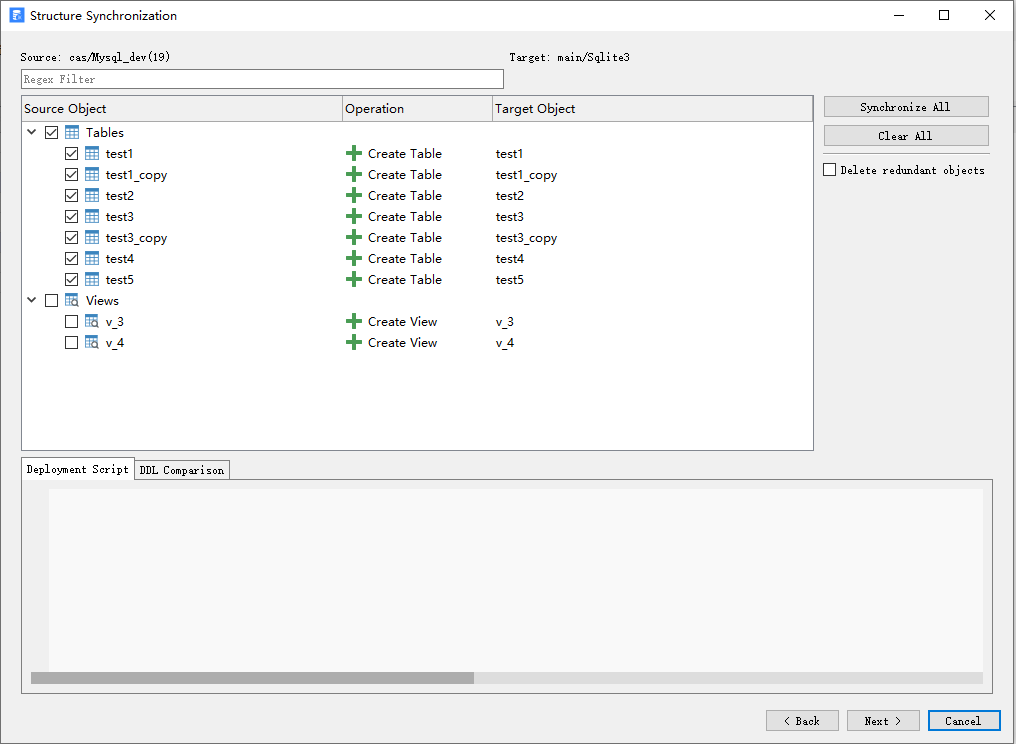 Structure Synchronization
Source: cas/Mysql_dev(19) Target: main/Sqlite3
Regex Filter
Source Object Operation Target Object
Synchronize All
Clear All
Delete redundant objects
Tables
test1 Create Table test1
test1_copy Create Table test1_copy
test2 Create Table test2
test3 Create Table test3
test3_copy Create Table test3_copy
test4 Create Table test4
test5 Create Table test5
Views
v_3 Create View v_3
v_4 Create View v_4
Deployment Script DDL Comparison
< Back Next > Cancel